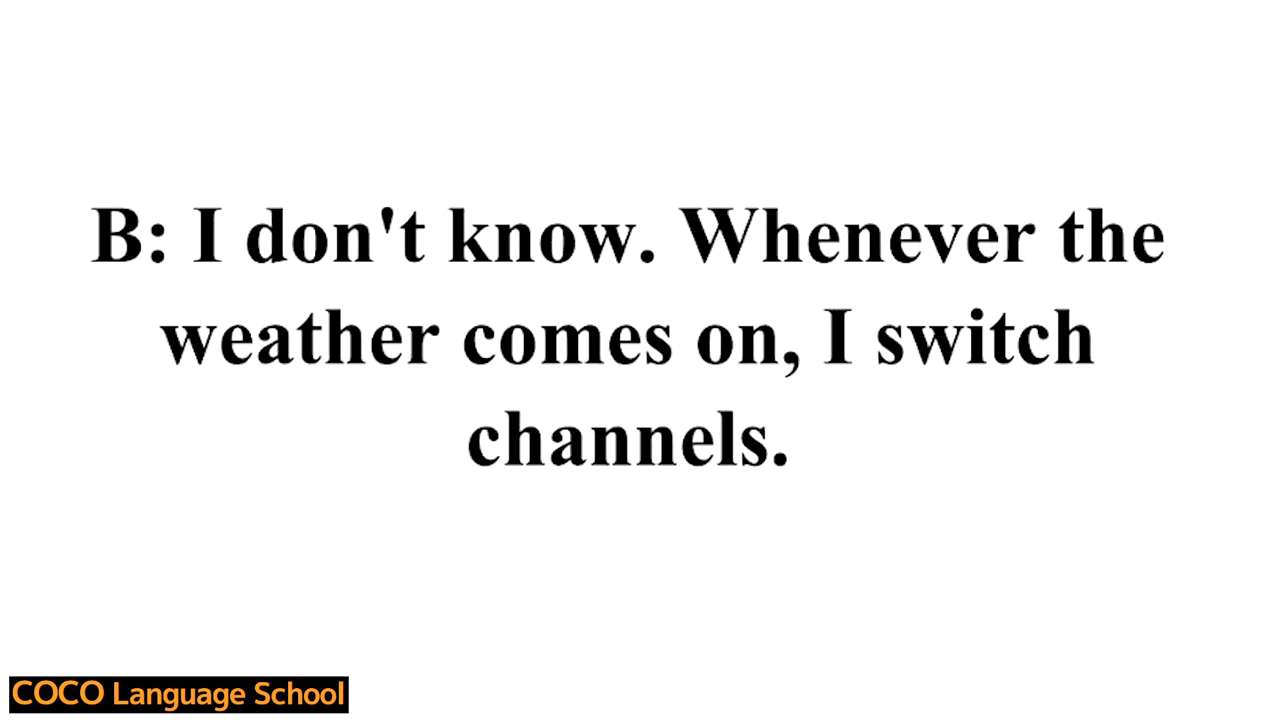 B: I don't know. Whenever the
weather comes on, I switch
channels.
COCO Language School